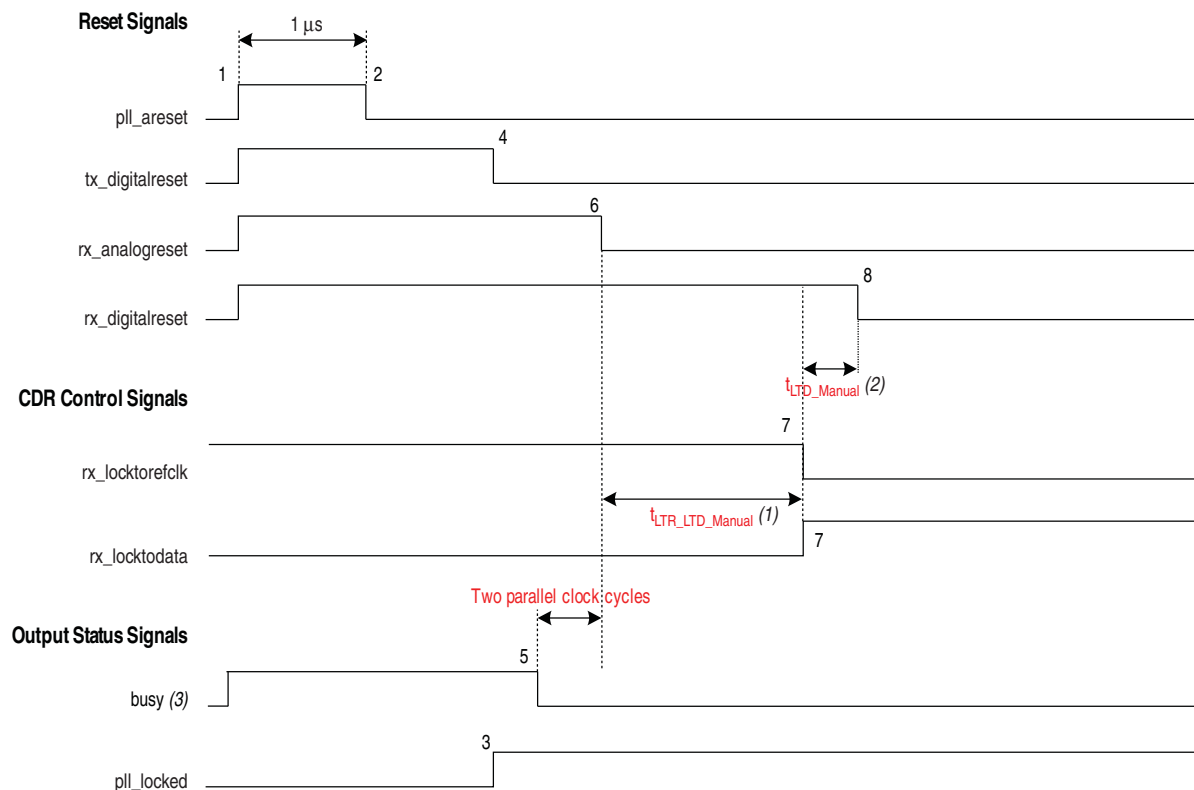 Reset Signals
1 μs
1
2
pll_areset
4
tx_digitalreset
6
rx_analogreset
8
rx_digitalreset
tLTD_Manual (2)
CDR Control Signals
7
rx_locktorefclk
tLTR_LTD_Manual (1)
7
rx_locktodata
Two parallel clock cycles
Output Status Signals
5
busy (3)
3
pll_locked